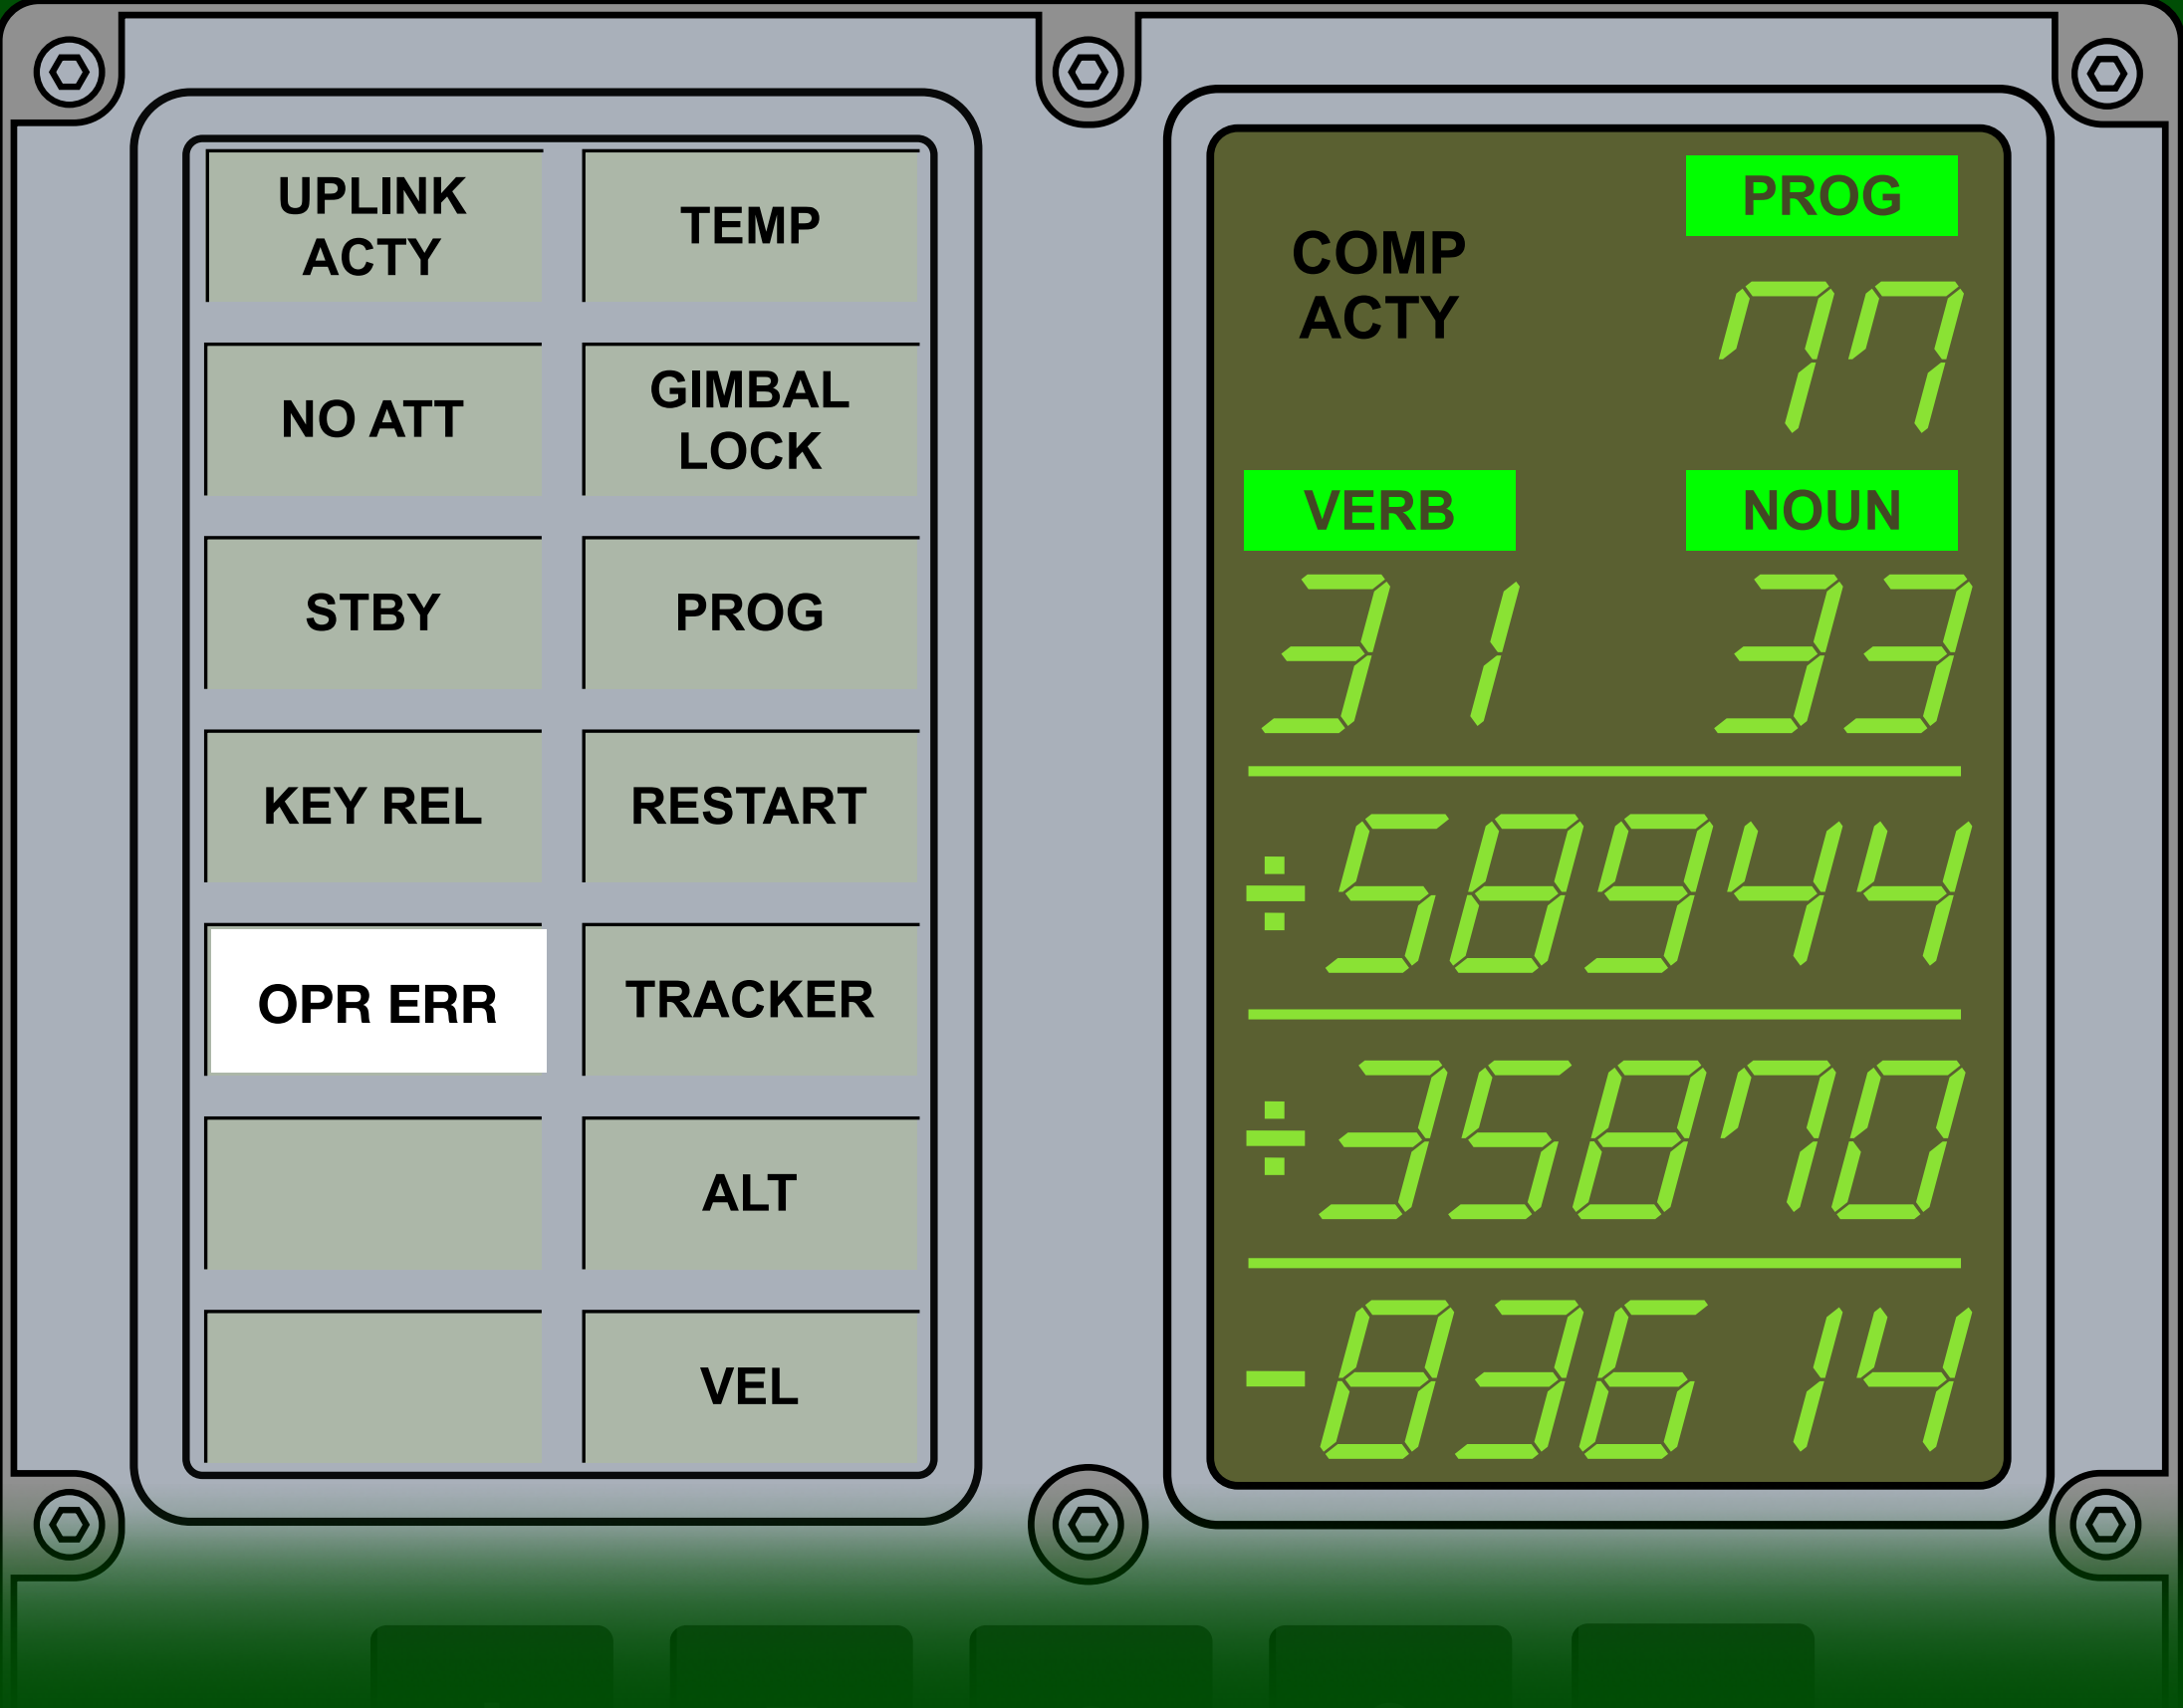 UPLINK
ACTY
TEMP
NO ATT
GIMBAL
LOCK
STBY
PROG
KEY REL
RESTART
OPR ERR
TRACKER
ALT
VEL
COMP
ACTY
PROG
77
VERB
NOUN
31
33
÷58944
÷35870
-83614